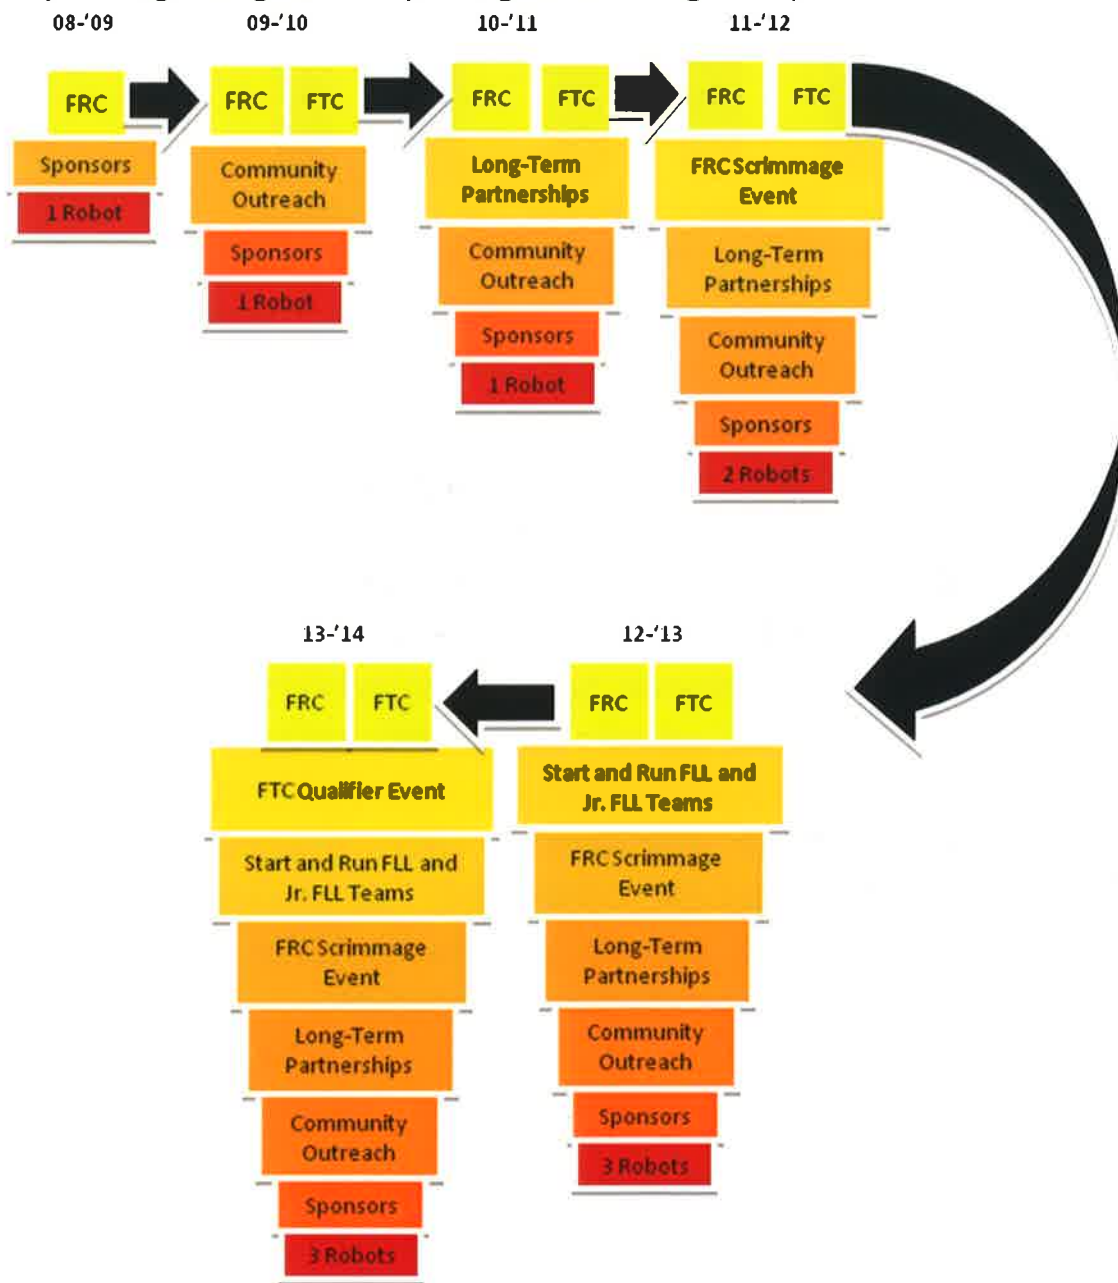 08-'09
09-'10
10-'11
11-'12
FRC
FRC
FTC
FRC
FTC
FRC
FTC
Sponsors
1 Robot
Community
Outreach
Sponsors
1 Robot
Long-Term
Partnerships
Community
Outreach
Sponsors
1 Robot
FRC Scrimmage
Event
Long-Term
Partnerships
Community
Outreach
Sponsors
2 Robots
13-'14
12-'13
FRC
FTC
FRC
FTC
FTC Qualifier Event
Start and Run FLL and
Jr. FLL Teams
FRC Scrimmage
Event
Long-Term
Partnerships
Community
Outreach
Sponsors
3 Robots
Start and Run FLL and
Jr. FLL Teams
FRC Scrimmage
Event
Long-Term
Partnerships
Community
Outreach
Sponsors
3 Robots